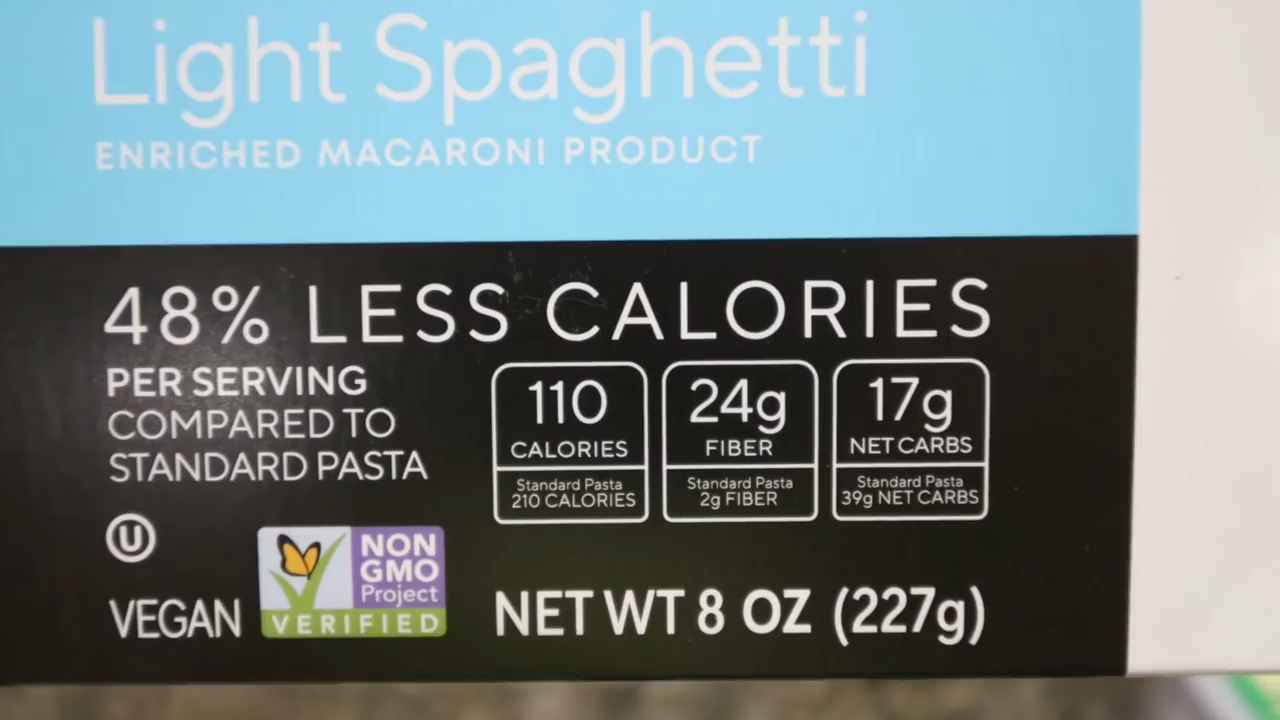 Light Spaghetti
ENRICHED MACARONI PRODUCT
48% LESS CALORIES
PER SERVING
COMPARED TO
STANDARD PASTA
110
CALORIES
Standard Pasta
210 CALORIES
24g
FIBER
Standard Pasta
2g FIBER
17g
NET CARBS
Standard Pasta
39g NET CARBS
U
VEGAN
NON
GMO
Project
VERIFIED
NET WT 8 OZ (227g)